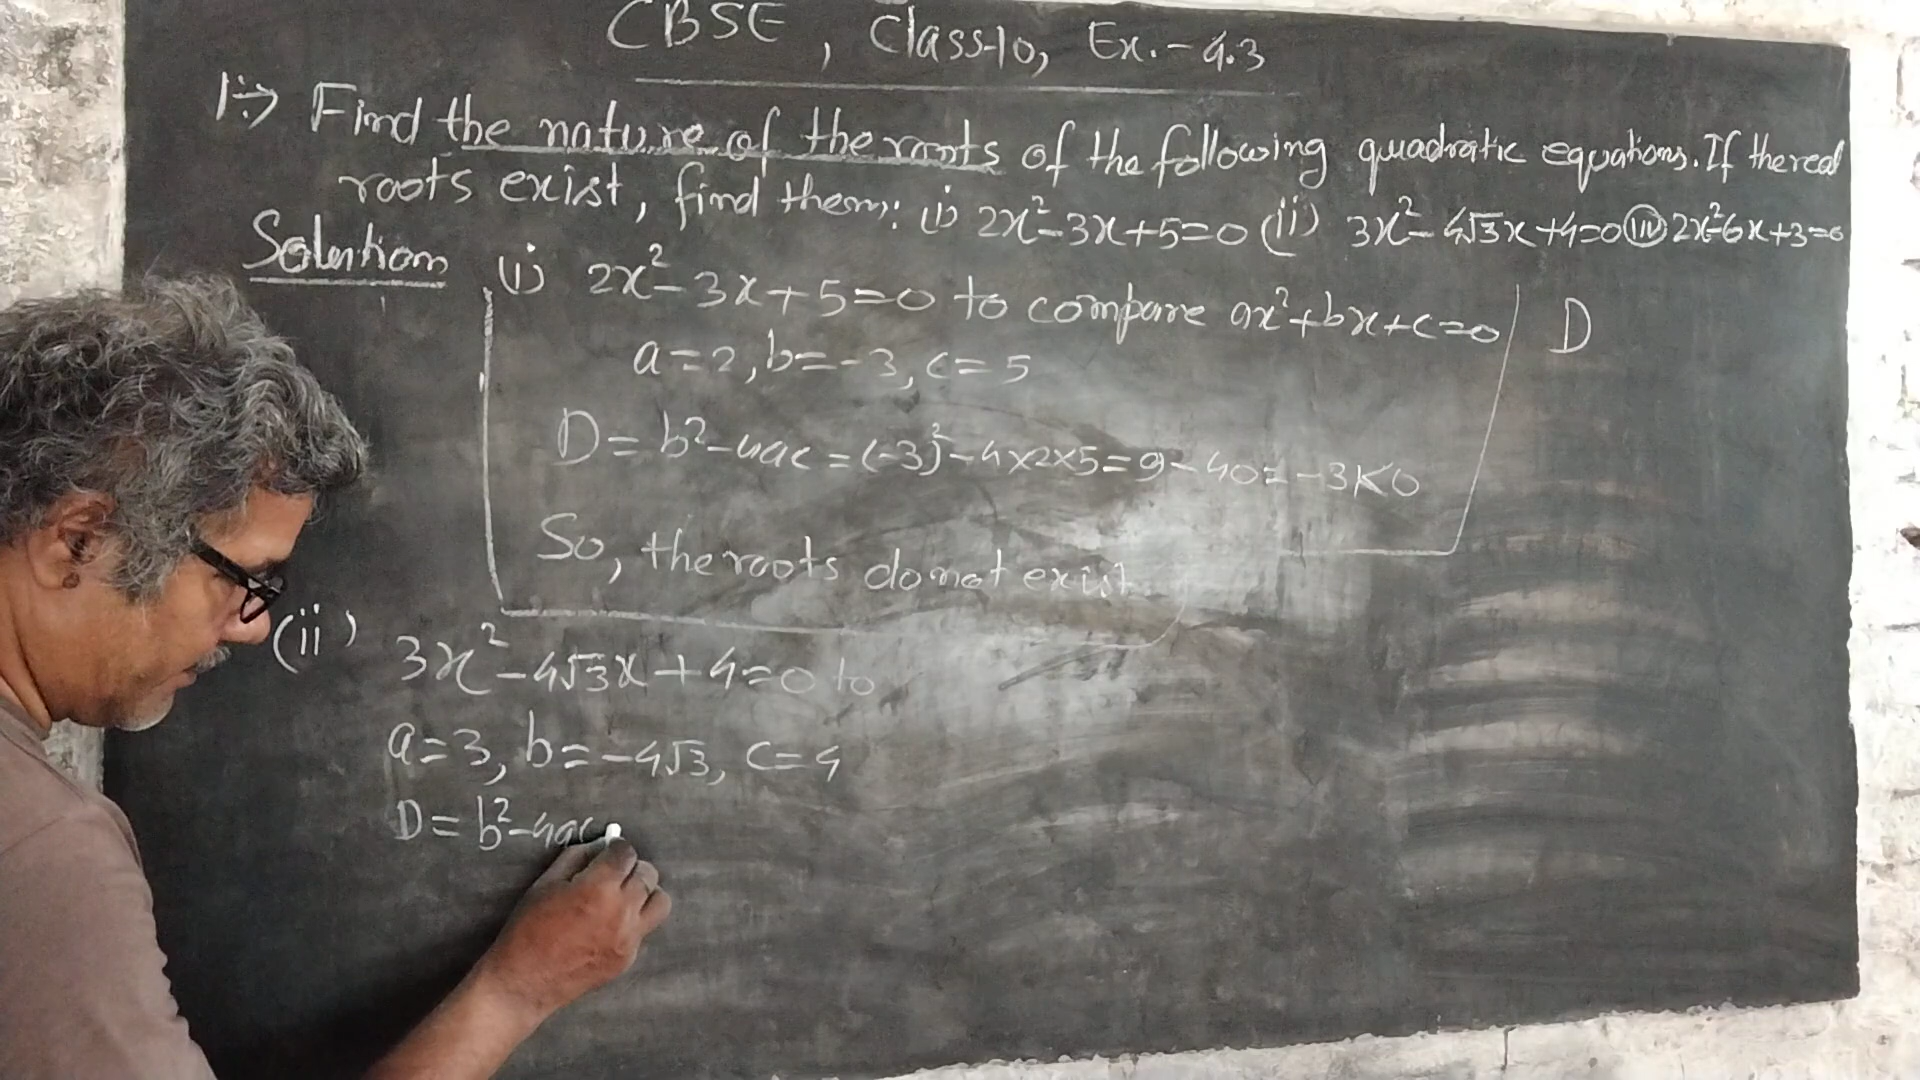 CBSE, Class-10, Ex.-4.3
1:→ Find the nature of the roots of the following quadratic equations. If the real
roots exist, find them: (i) 2x²-3x+5=0 (ii) 3x²-4√3x+4=0 (iii) 2x²-6x+3=0
Solution (i) 2x²-3x+5=0 to compare ax²+bx+c=0 D
a=2, b=-3, c=5
D= b²-4ac = (-3)²-4×2×5=9-40=-31<0
So, the roots do not exist
(ii) 3x²-4√3x+4=0 to
a=3, b=-4√3, c=4
D= b²-4ac